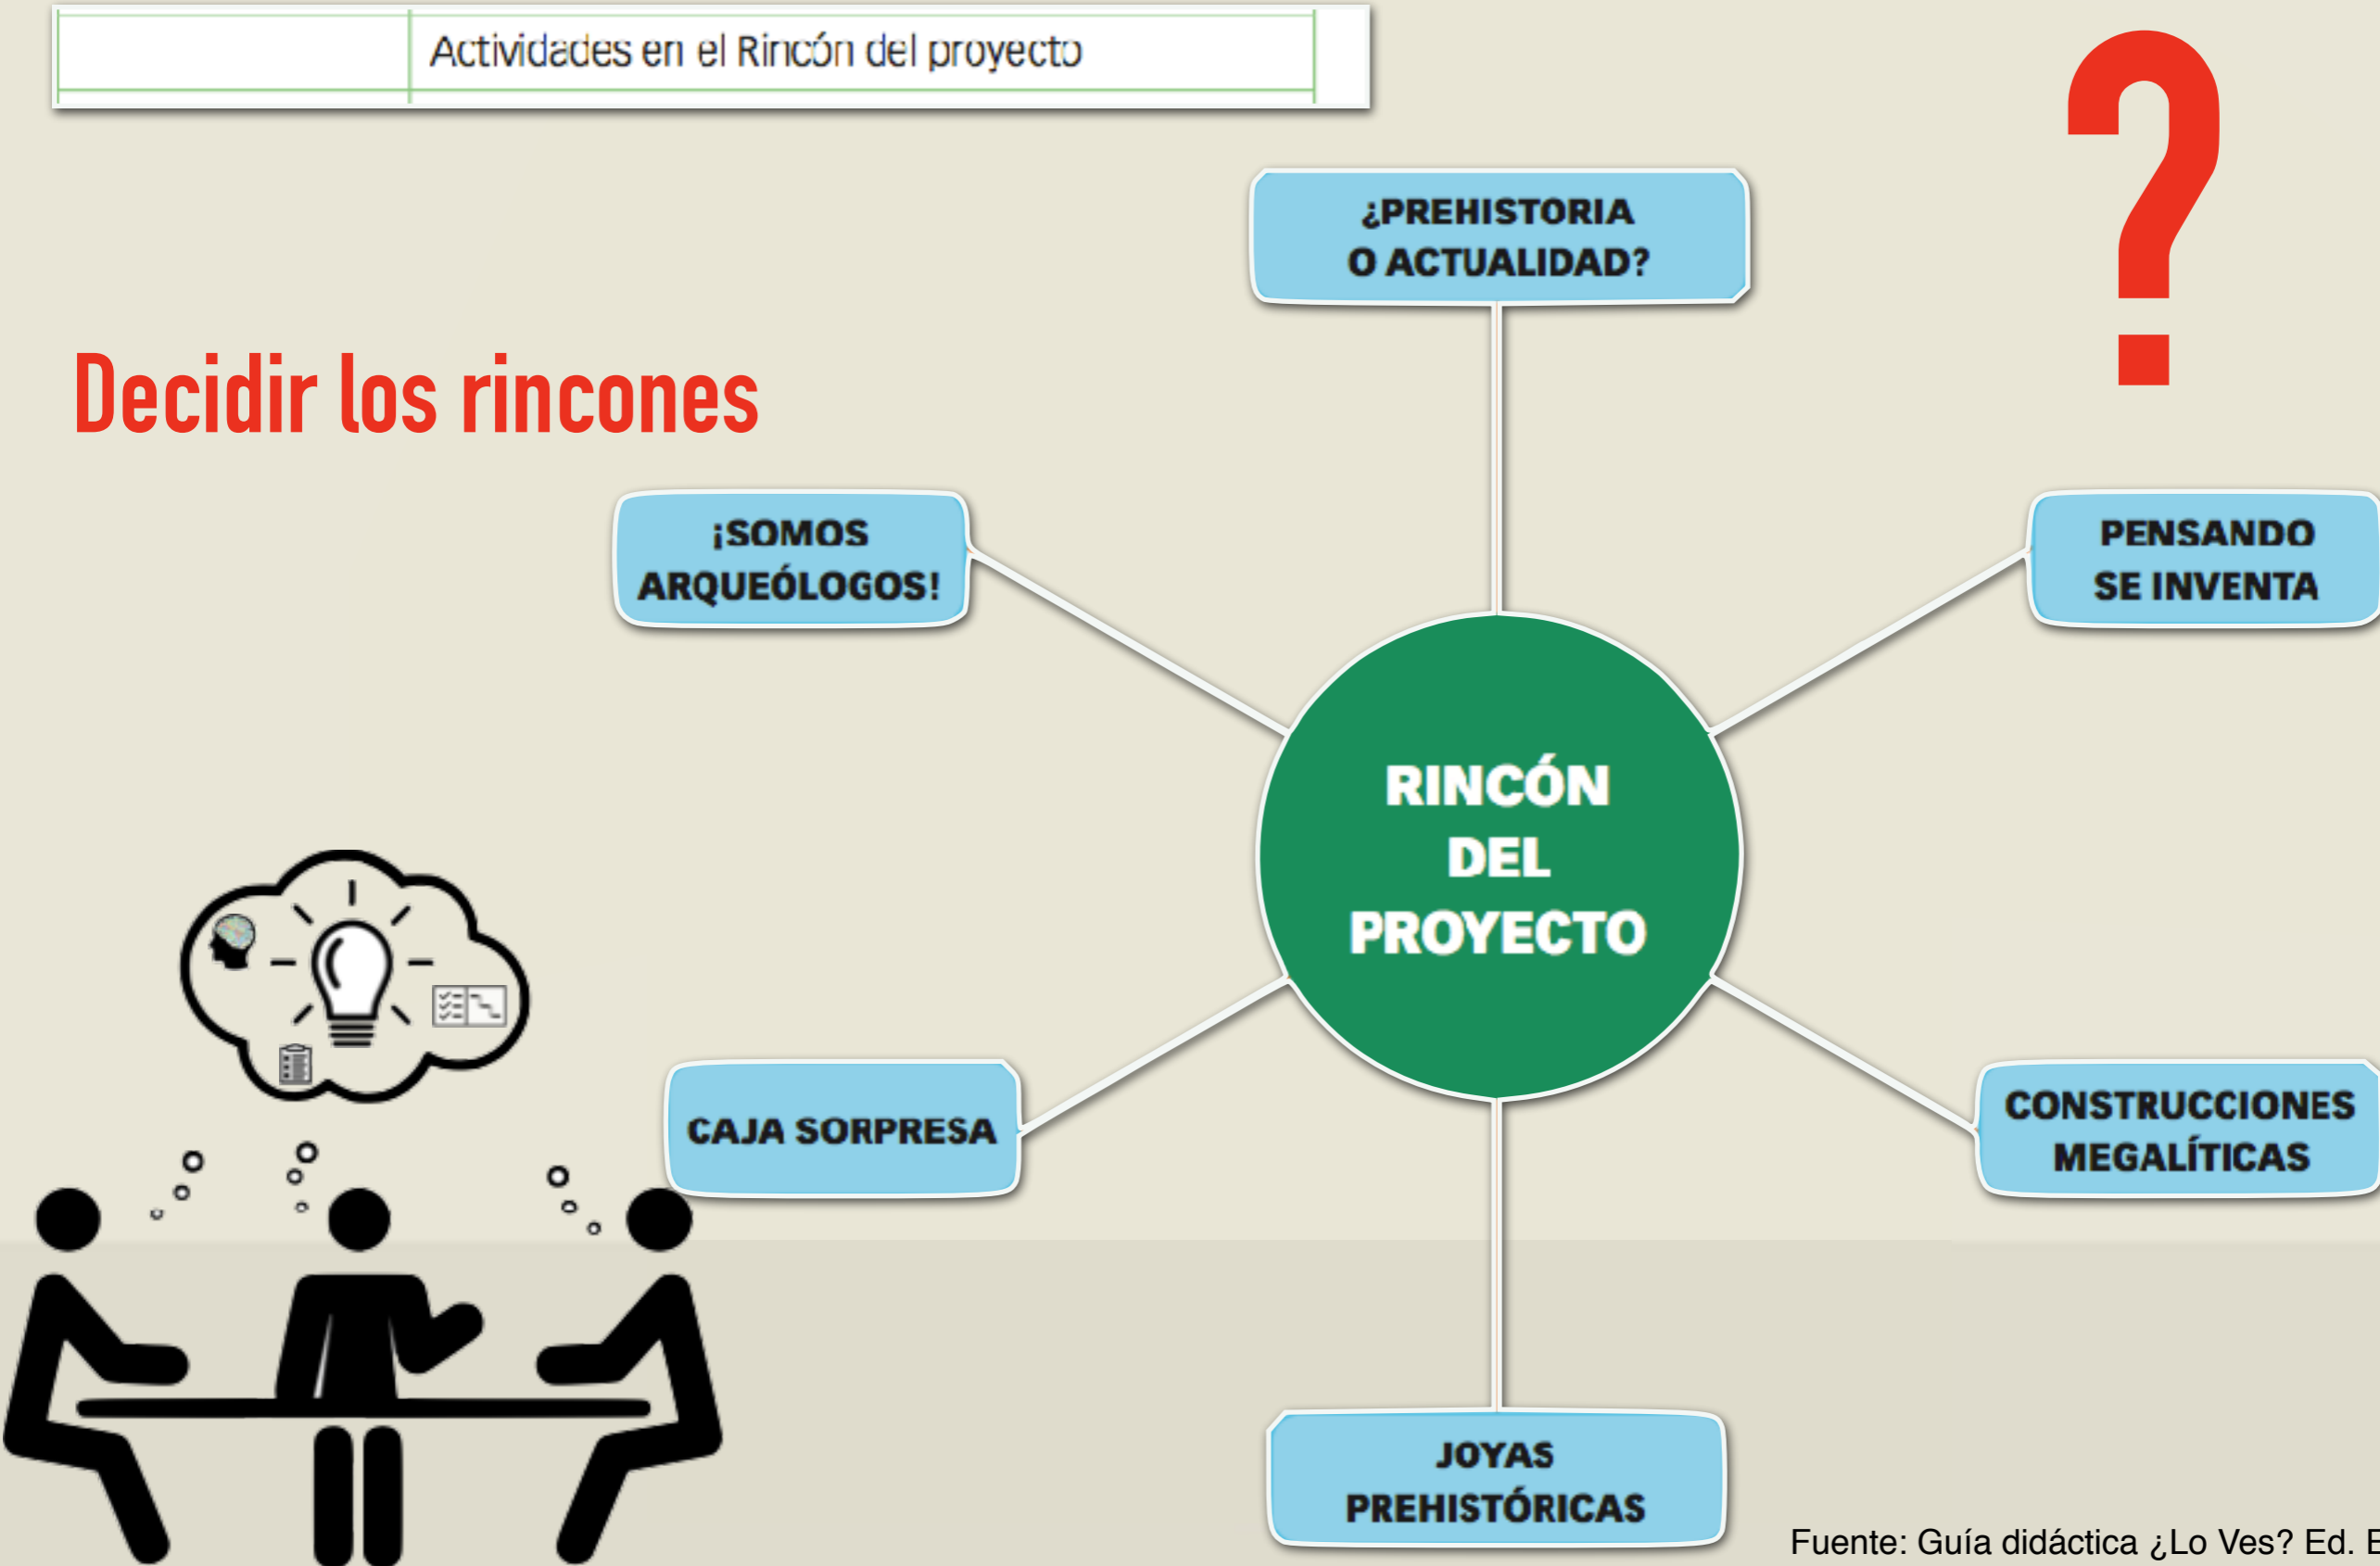 Actividades en el Rincón del proyecto
?
¿PREHISTORIA
O ACTUALIDAD?
Decidir los rincones
¡SOMOS
ARQUEÓLOGOS!
PENSANDO
SE INVENTA
RINCÓN
DEL
PROYECTO
CAJA SORPRESA
CONSTRUCCIONES
MEGALÍTICAS
JOYAS
PREHISTÓRICAS
Fuente: Guía didáctica ¿Lo Ves? Ed.